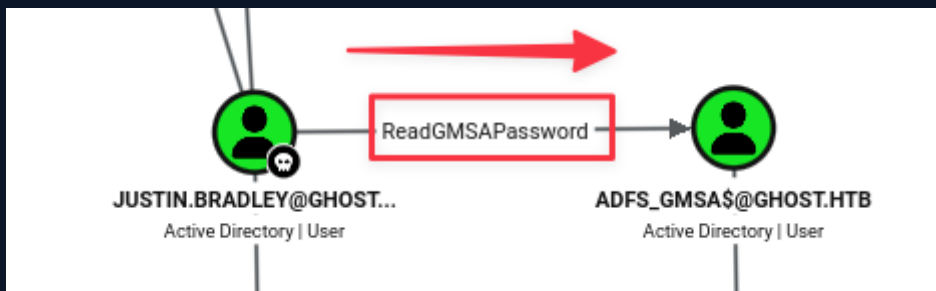 ReadGMSAPassword
JUSTIN.BRADLEY@GHOST...
ADFS_GMSA$@GHOST.HTB
Active Directory | User
Active Directory | User